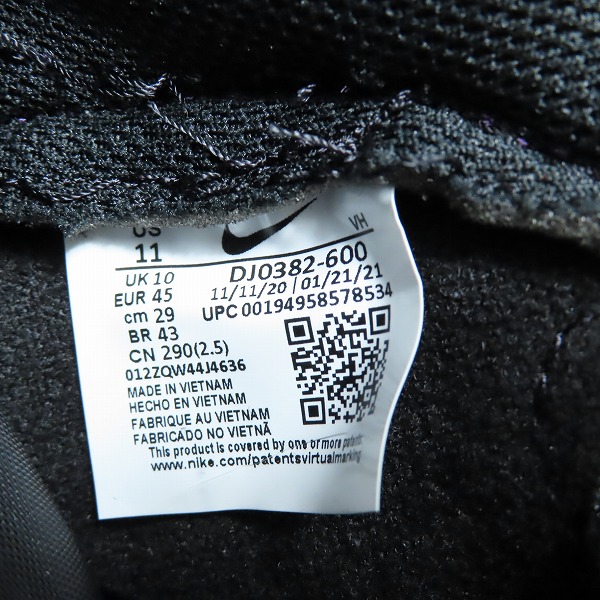 US
11
UK 10
EUR 45
cm 29
BR 43
CN 290(2.5)
012ZQW44J4636
MADE IN VIETNAM
HECHO EN VIETNAM
FABRIQUE AU VIETNAM
FABRICADO NO VIETNÃ
VH
DJ0382-600
11/11/20 | 01/21/21
UPC 00194958578534
This product is covered by one or more patents
www.nike.com/patentsvirtualmarking